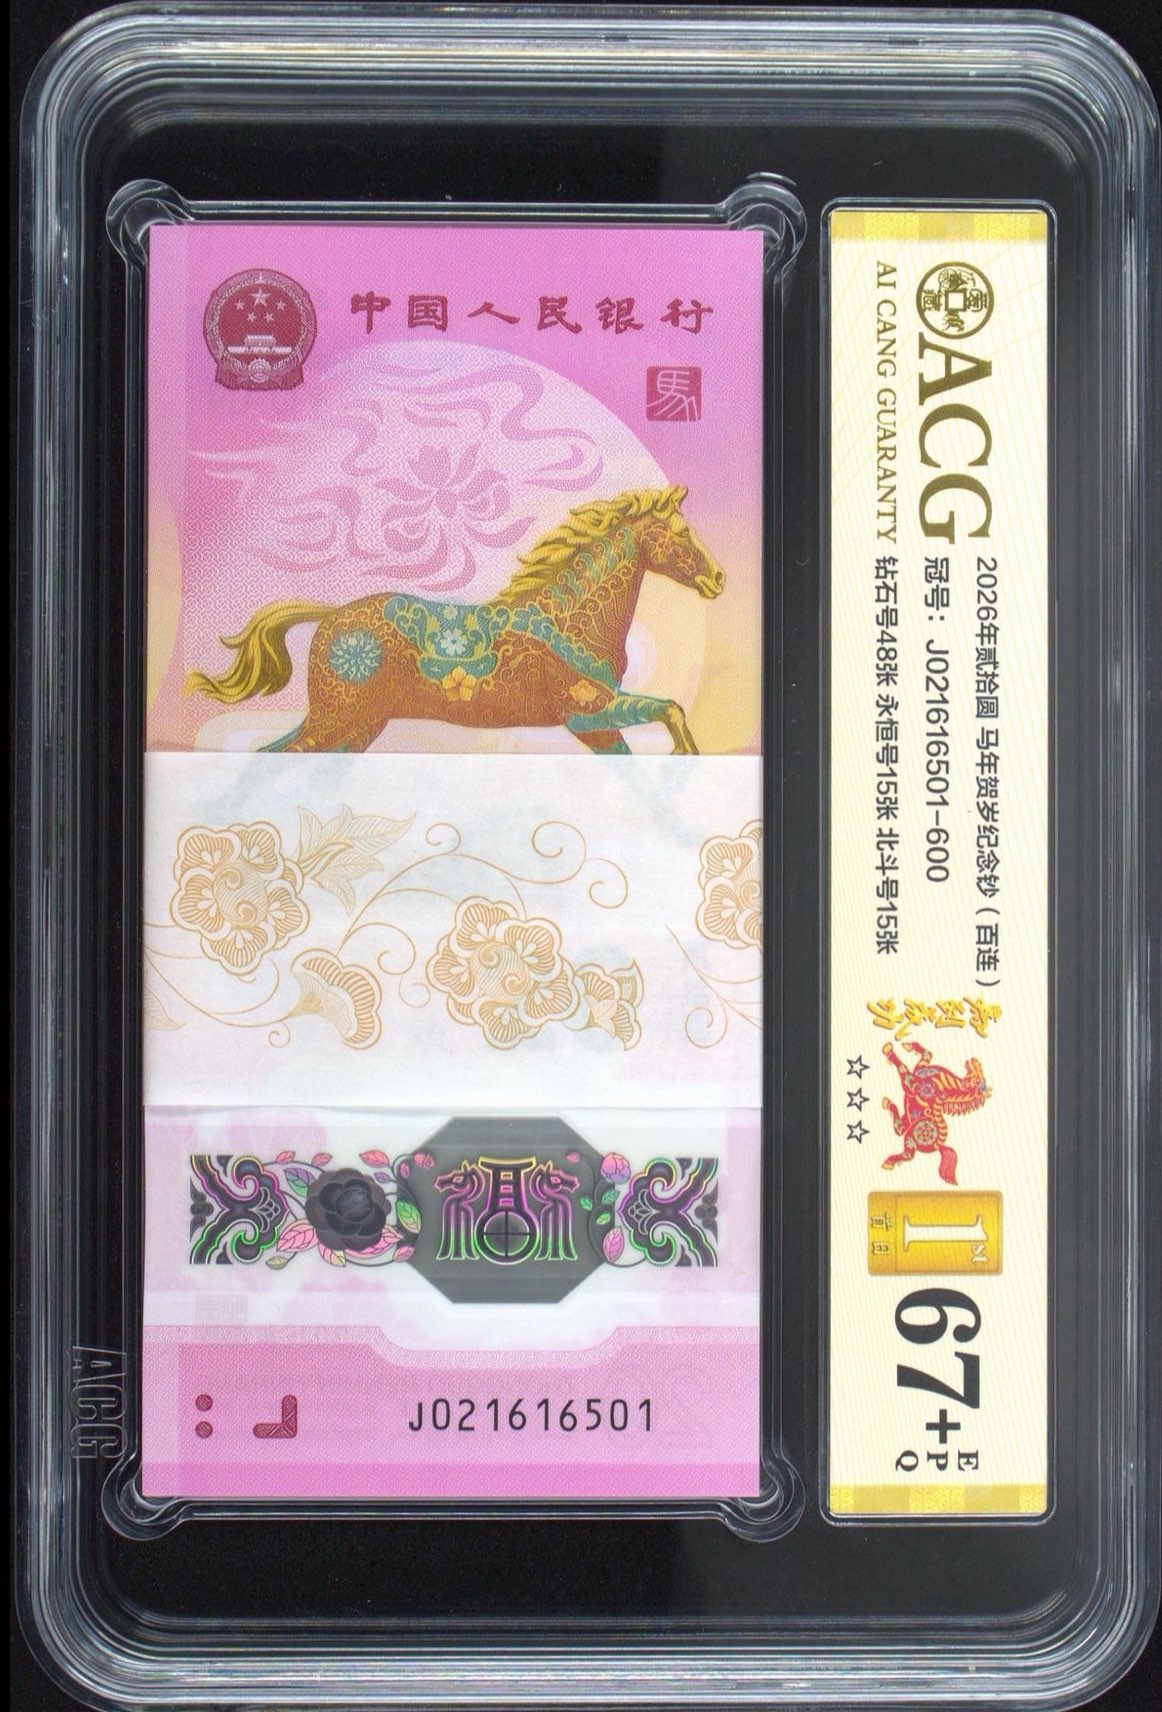 中国人民银行
馬
J021616501
ACG
AI CANG GUARANTY
2026年贰拾圆 马年贺岁纪念钞（百连）
冠号：J021616501-600
钻石号48张 永恒号15张 北斗号15张
马到成功
☆☆☆
1st
首日
67+
EPQ
ACG